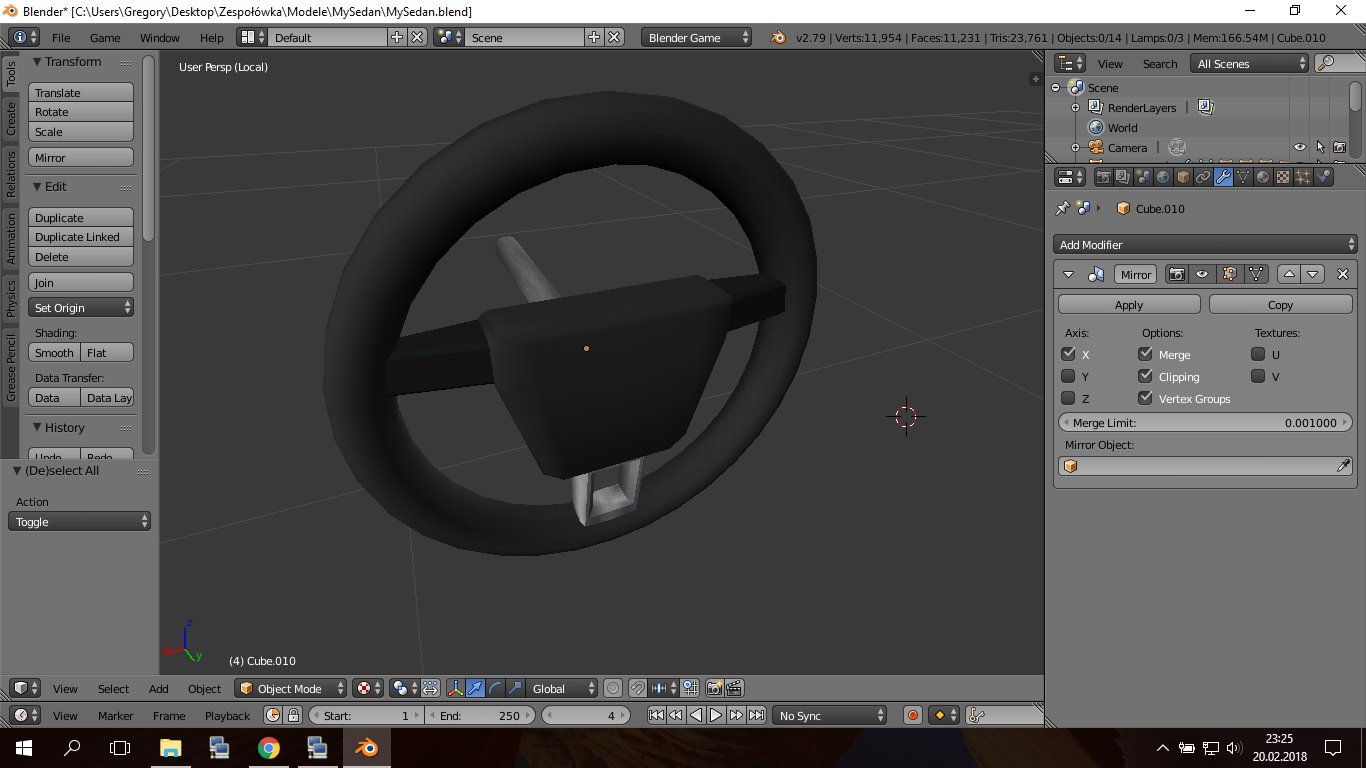 Blender* [C:\Users\Gregory\Desktop\Zespołówka\Modele\MySedan\MySedan.blend]
File Game Window Help Default Scene Blender Game v2.79 | Verts:11,954 | Faces:11,231 | Tris:23,761 | Objects:0/14 | Lamps:0/3 | Mem:166.54M | Cube.010
Tools
Create
Relations
Animation
Physics
Grease Pencil
Transform
Translate
Rotate
Scale
Mirror
Edit
Duplicate
Duplicate Linked
Delete
Join
Set Origin
Shading:
Smooth Flat
Data Transfer:
Data Data Lay
History
Undo Redo
(De)select All
Action
Toggle
User Persp (Local)
z
x
y
(4) Cube.010
View Select Add Object Object Mode Global
View Marker Frame Playback Start: 1 End: 250 4 No Sync
View Search All Scenes
Scene
RenderLayers
World
Camera
Cube.010
Add Modifier
Mirror
Apply Copy
Axis: Options: Textures:
X Merge U
Y Clipping V
Z Vertex Groups
Merge Limit: 0.001000
Mirror Object:
23:25
20.02.2018